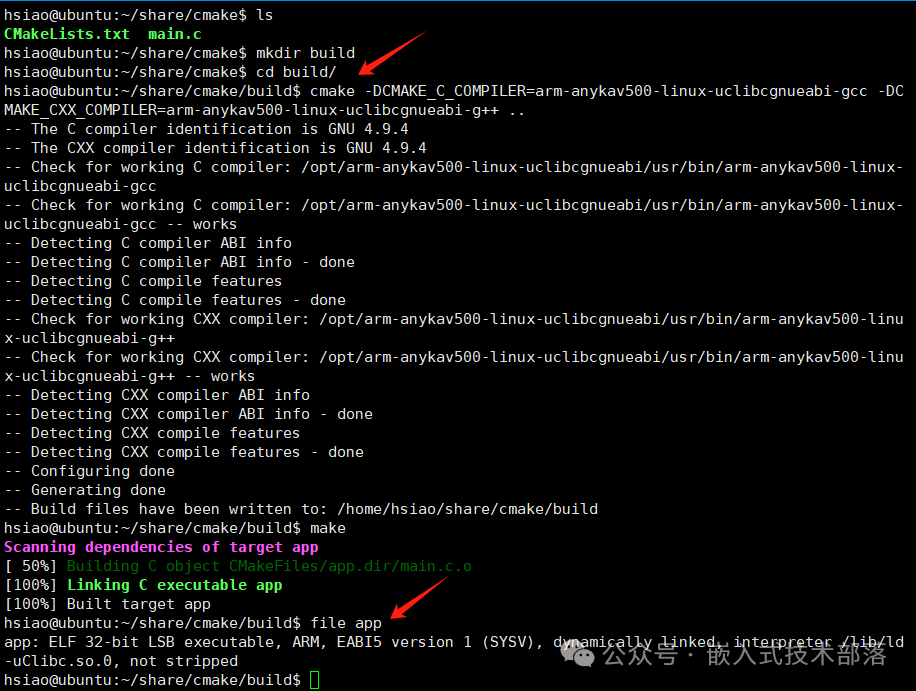 hsiao@ubuntu:~/share/cmake$ ls
CMakeLists.txt  main.c
hsiao@ubuntu:~/share/cmake$ mkdir build
hsiao@ubuntu:~/share/cmake$ cd build/
hsiao@ubuntu:~/share/cmake/build$ cmake -DCMAKE_C_COMPILER=arm-anykav500-linux-uclibcgnueabi-gcc -DC
MAKE_CXX_COMPILER=arm-anykav500-linux-uclibcgnueabi-g++ ..
-- The C compiler identification is GNU 4.9.4
-- The CXX compiler identification is GNU 4.9.4
-- Check for working C compiler: /opt/arm-anykav500-linux-uclibcgnueabi/usr/bin/arm-anykav500-linux-
uclibcgnueabi-gcc
-- Check for working C compiler: /opt/arm-anykav500-linux-uclibcgnueabi/usr/bin/arm-anykav500-linux-
uclibcgnueabi-gcc -- works
-- Detecting C compiler ABI info
-- Detecting C compiler ABI info - done
-- Detecting C compile features
-- Detecting C compile features - done
-- Check for working CXX compiler: /opt/arm-anykav500-linux-uclibcgnueabi/usr/bin/arm-anykav500-linu
x-uclibcgnueabi-g++
-- Check for working CXX compiler: /opt/arm-anykav500-linux-uclibcgnueabi/usr/bin/arm-anykav500-linu
x-uclibcgnueabi-g++ -- works
-- Detecting CXX compiler ABI info
-- Detecting CXX compiler ABI info - done
-- Detecting CXX compile features
-- Detecting CXX compile features - done
-- Configuring done
-- Generating done
-- Build files have been written to: /home/hsiao/share/cmake/build
hsiao@ubuntu:~/share/cmake/build$ make
Scanning dependencies of target app
[ 50%] Building C object CMakeFiles/app.dir/main.c.o
[100%] Linking C executable app
[100%] Built target app
hsiao@ubuntu:~/share/cmake/build$ file app
app: ELF 32-bit LSB executable, ARM, EABI5 version 1 (SYSV), dynamically linked, interpreter /lib/ld
-uClibc.so.0, not stripped
公众号 · 嵌入式技术部落
hsiao@ubuntu:~/share/cmake/build$